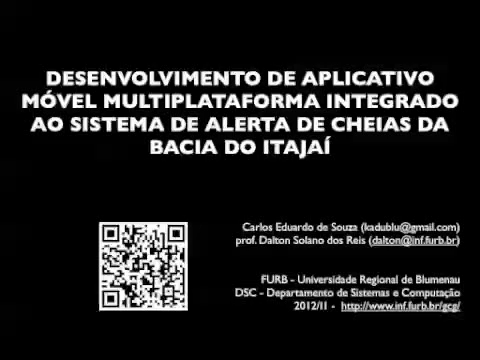 DESENVOLVIMENTO DE APLICATIVO
MÓVEL MULTIPLATAFORMA INTEGRADO
AO SISTEMA DE ALERTA DE CHEIAS DA
BACIA DO ITAJAÍ
Carlos Eduardo de Souza (kadublu@gmail.com)
prof. Dalton Solano dos Reis (dalton@inf.furb.br)
FURB - Universidade Regional de Blumenau
DSC - Departamento de Sistemas e Computação
2012/II - http://www.inf.furb.br/gcg/